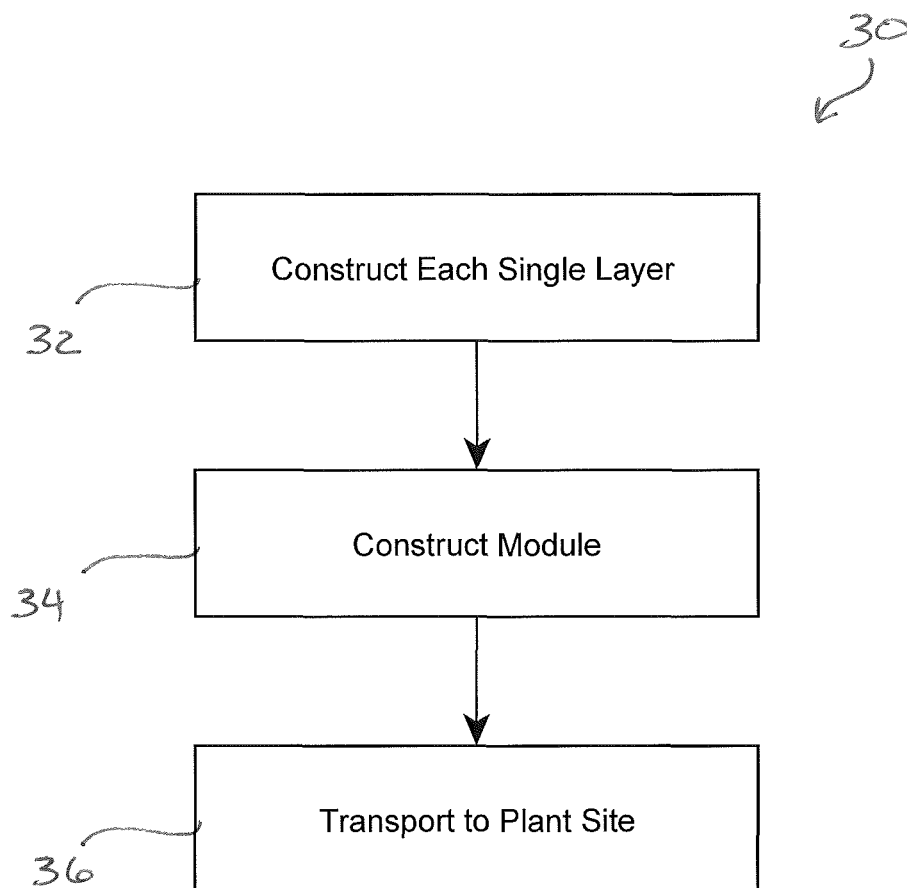 30
Construct Each Single Layer
32
Construct Module
34
Transport to Plant Site
36